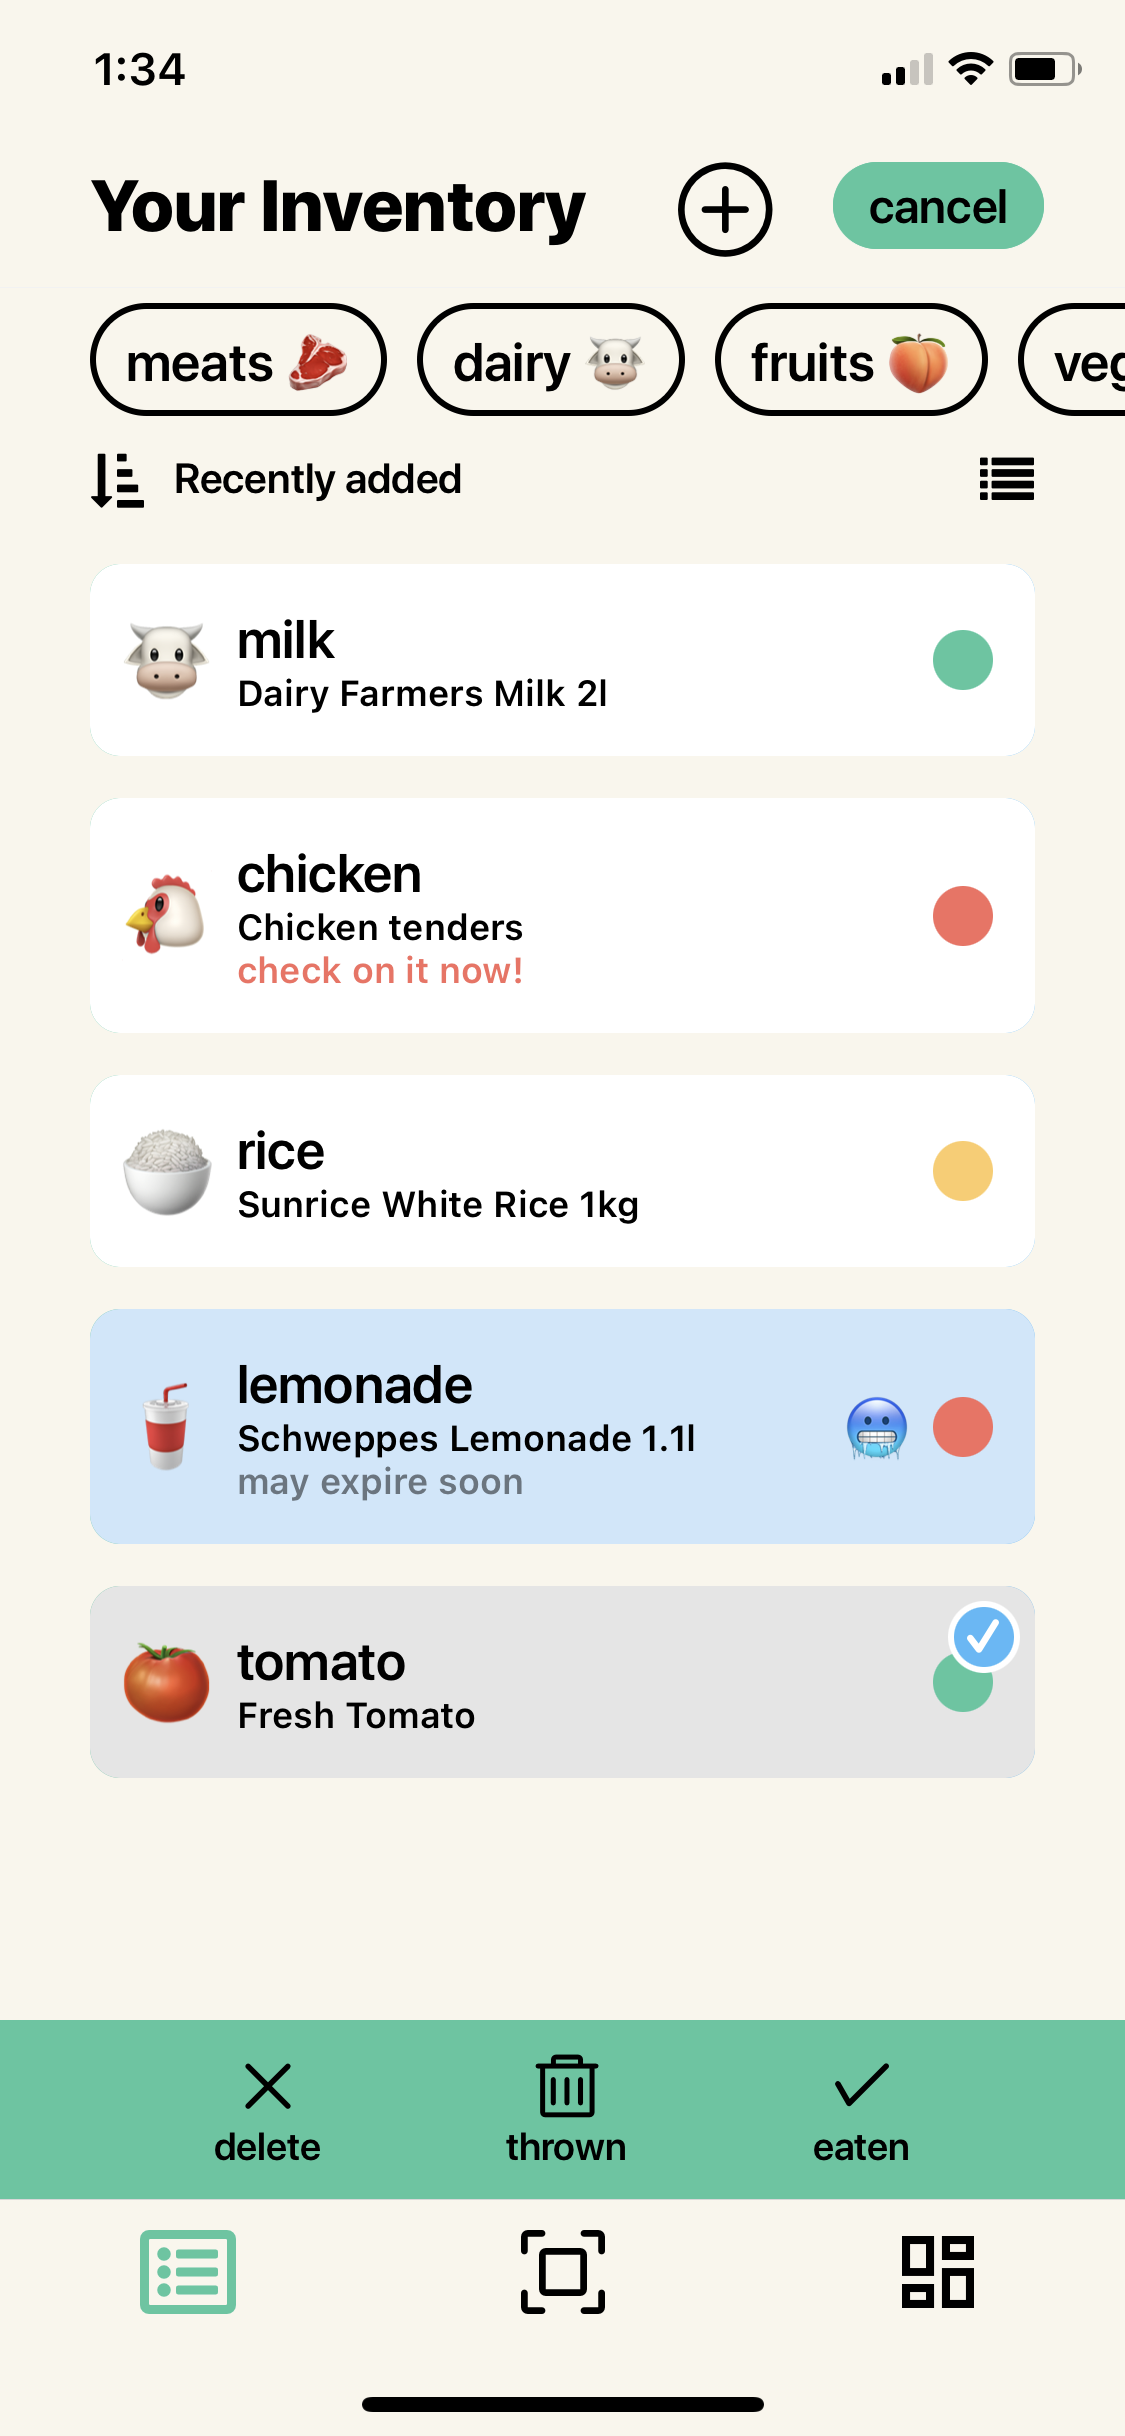 1:34
Your Inventory
cancel
meats
dairy
fruits
veg
Recently added
milk
Dairy Farmers Milk 2l
chicken
Chicken tenders
check on it now!
rice
Sunrice White Rice 1kg
lemonade
Schweppes Lemonade 1.1l
may expire soon
tomato
Fresh Tomato
delete
thrown
eaten